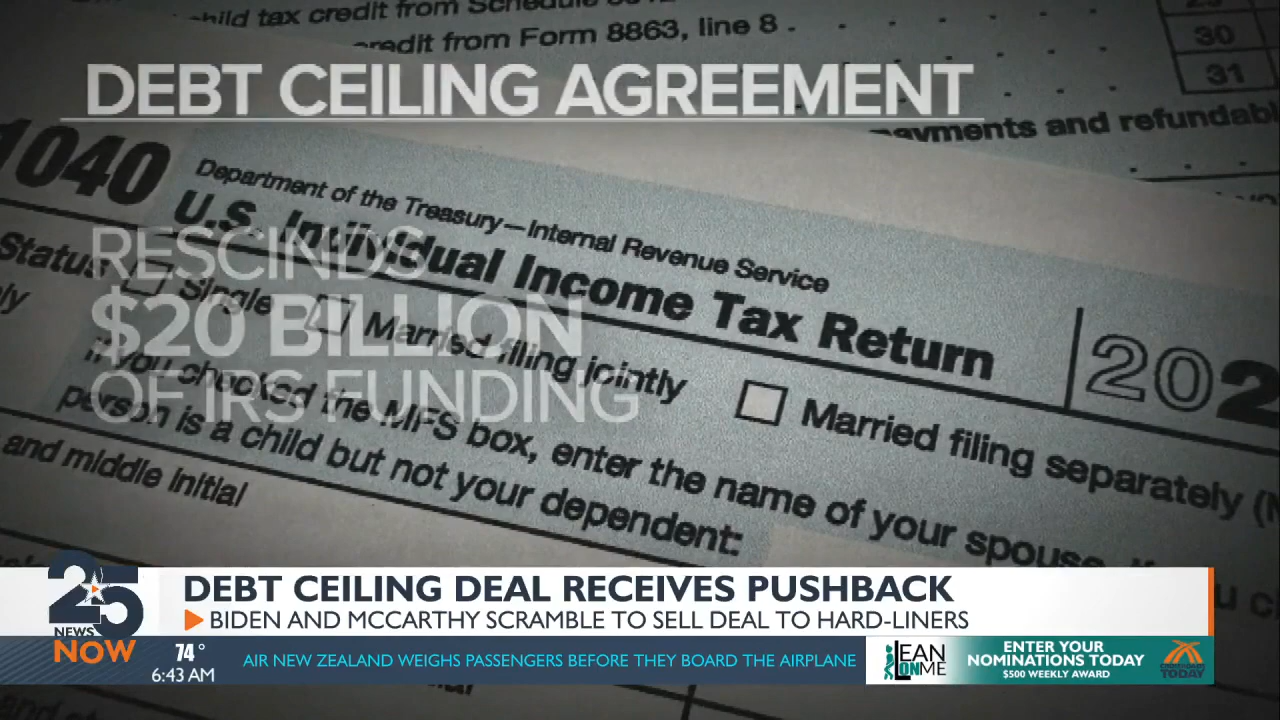 child tax credit from Schedule
credit from Form 8863, line 8 .
30
31
DEBT CEILING AGREEMENT
payments and refundabl
1040
Department of the Treasury—Internal Revenue Service
U.S. Individual Income Tax Return
202
RESCINDS
$20 BILLION
OF IRS FUNDING
Status
Single
Married filing jointly
Married filing separately
If you checked the MFS box, enter the name of your spouse.
person is a child but not your dependent:
and middle initial
25
NEWS
NOW
DEBT CEILING DEAL RECEIVES PUSHBACK
BIDEN AND MCCARTHY SCRAMBLE TO SELL DEAL TO HARD-LINERS
74°
6:43 AM
AIR NEW ZEALAND WEIGHS PASSENGERS BEFORE THEY BOARD THE AIRPLANE
LEAN
ON ME
ENTER YOUR
NOMINATIONS TODAY
$500 WEEKLY AWARD
TODAY